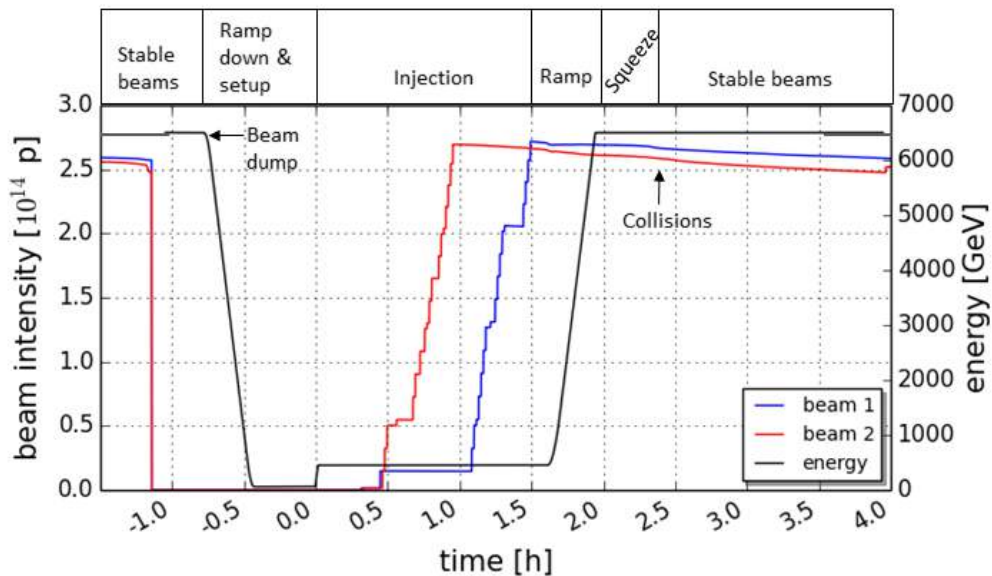 Stable
beams
Ramp
down &
setup
Injection
Ramp
Squeeze
Stable beams
3.0
2.5
2.0
1.5
1.0
0.5
0.0
beam intensity [10^14 p]
Beam
dump
Collisions
7000
6000
5000
4000
3000
2000
1000
0
energy [GeV]
beam 1
beam 2
energy
-1.0 -0.5 0.0 0.5 1.0 1.5 2.0 2.5 3.0 3.5 4.0
time [h]